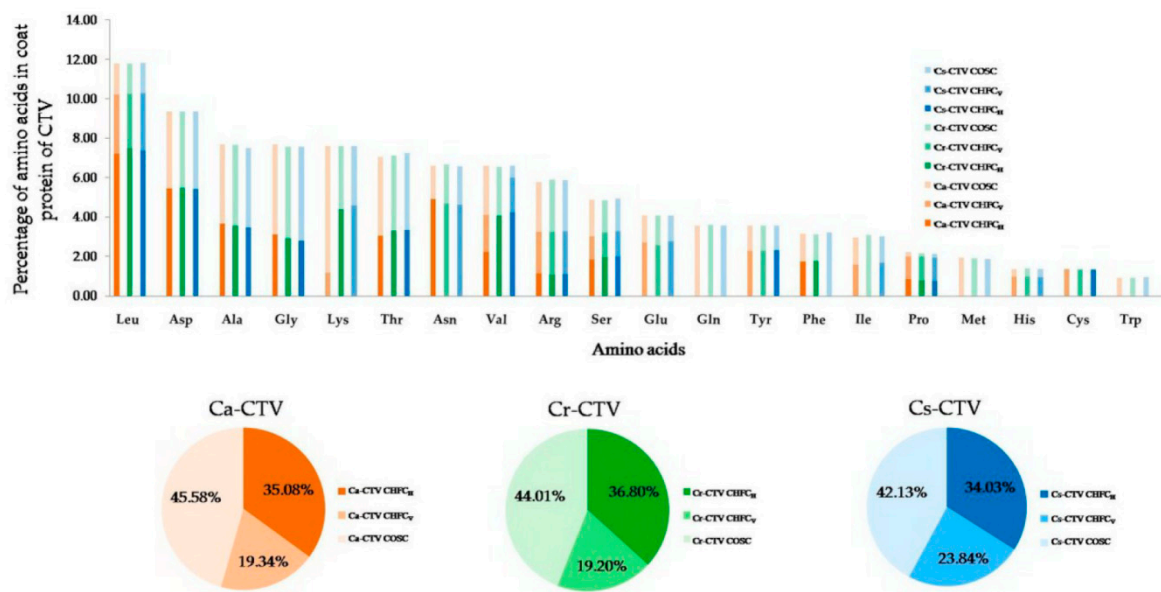 Percentage of amino acids in coat
protein of CTV
14.00
12.00
10.00
8.00
6.00
4.00
2.00
0.00
Cs-CTV COSC
Cs-CTV CHFCV
Cs-CTV CHFCH
Cr-CTV COSC
Cr-CTV CHFCV
Cr-CTV CHFCH
Ca-CTV COSC
Ca-CTV CHFCV
Ca-CTV CHFCH
Leu Asp Ala Gly Lys Thr Asn Val Arg Ser Glu Gln Tyr Phe Ile Pro Met His Cys Trp
Amino acids
Ca-CTV
45.58%
35.08%
19.34%
Ca-CTV CHFCH
Ca-CTV CHFCV
Ca-CTV COSC
Cr-CTV
44.01%
36.80%
19.20%
Cr-CTV CHFCH
Cr-CTV CHFCV
Cr-CTV COSC
Cs-CTV
42.13%
34.03%
23.84%
Cs-CTV CHFCH
Cs-CTV CHFCV
Cs-CTV COSC